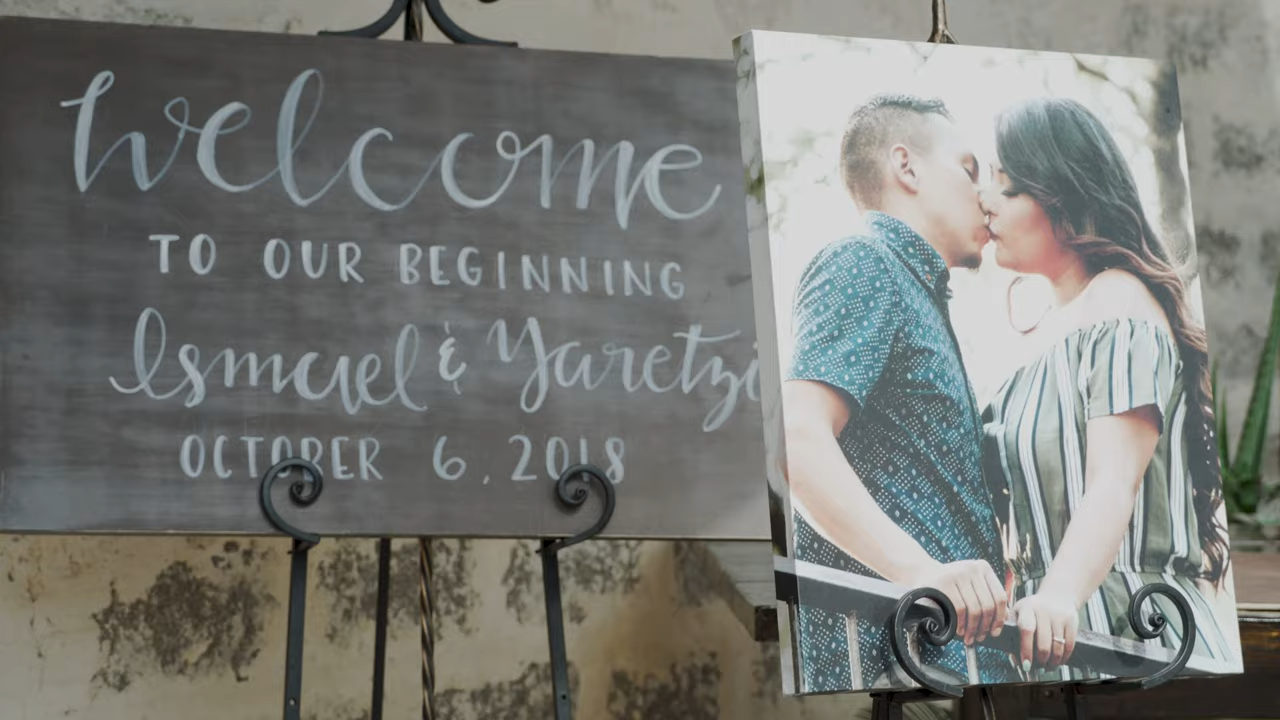 welcome
TO OUR BEGINNING
Ismael & Yaretzi
OCTOBER 6, 2018